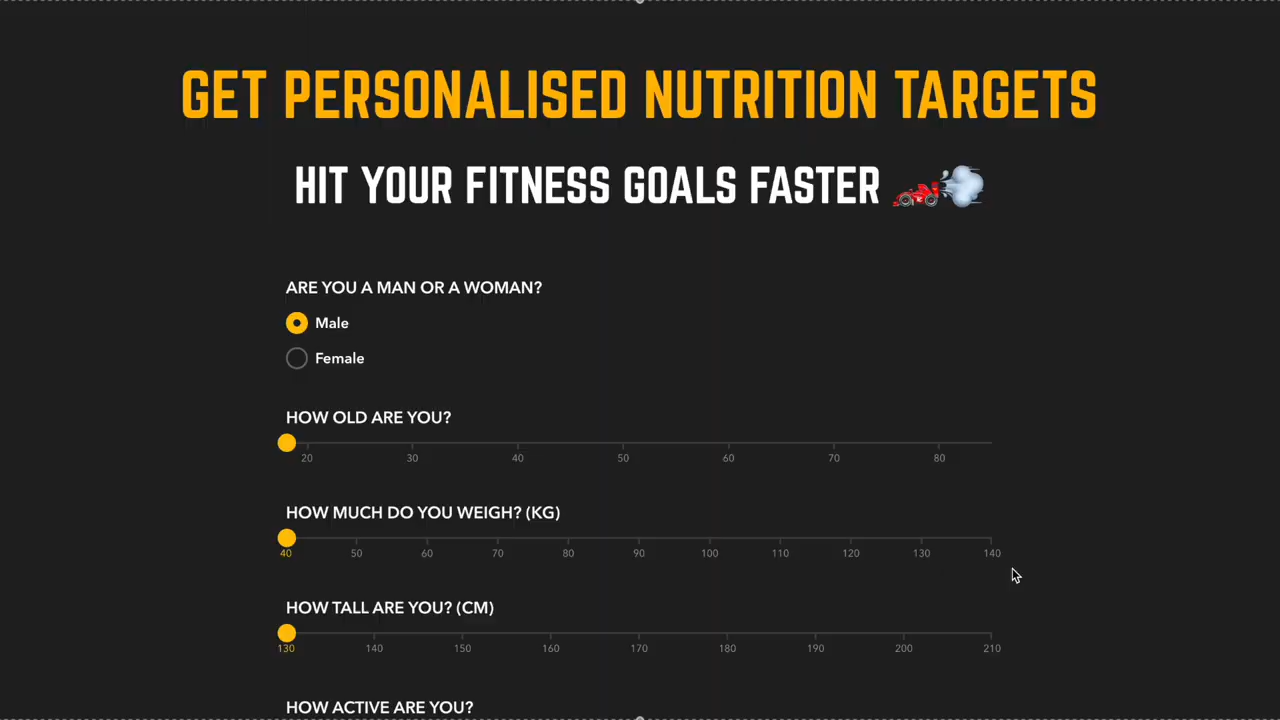 GET PERSONALISED NUTRITION TARGETS
HIT YOUR FITNESS GOALS FASTER 🏎💨
ARE YOU A MAN OR A WOMAN?
Male
Female
HOW OLD ARE YOU?
20 30 40 50 60 70 80
HOW MUCH DO YOU WEIGH? (KG)
40 50 60 70 80 90 100 110 120 130 140
HOW TALL ARE YOU? (CM)
130 140 150 160 170 180 190 200 210
HOW ACTIVE ARE YOU?